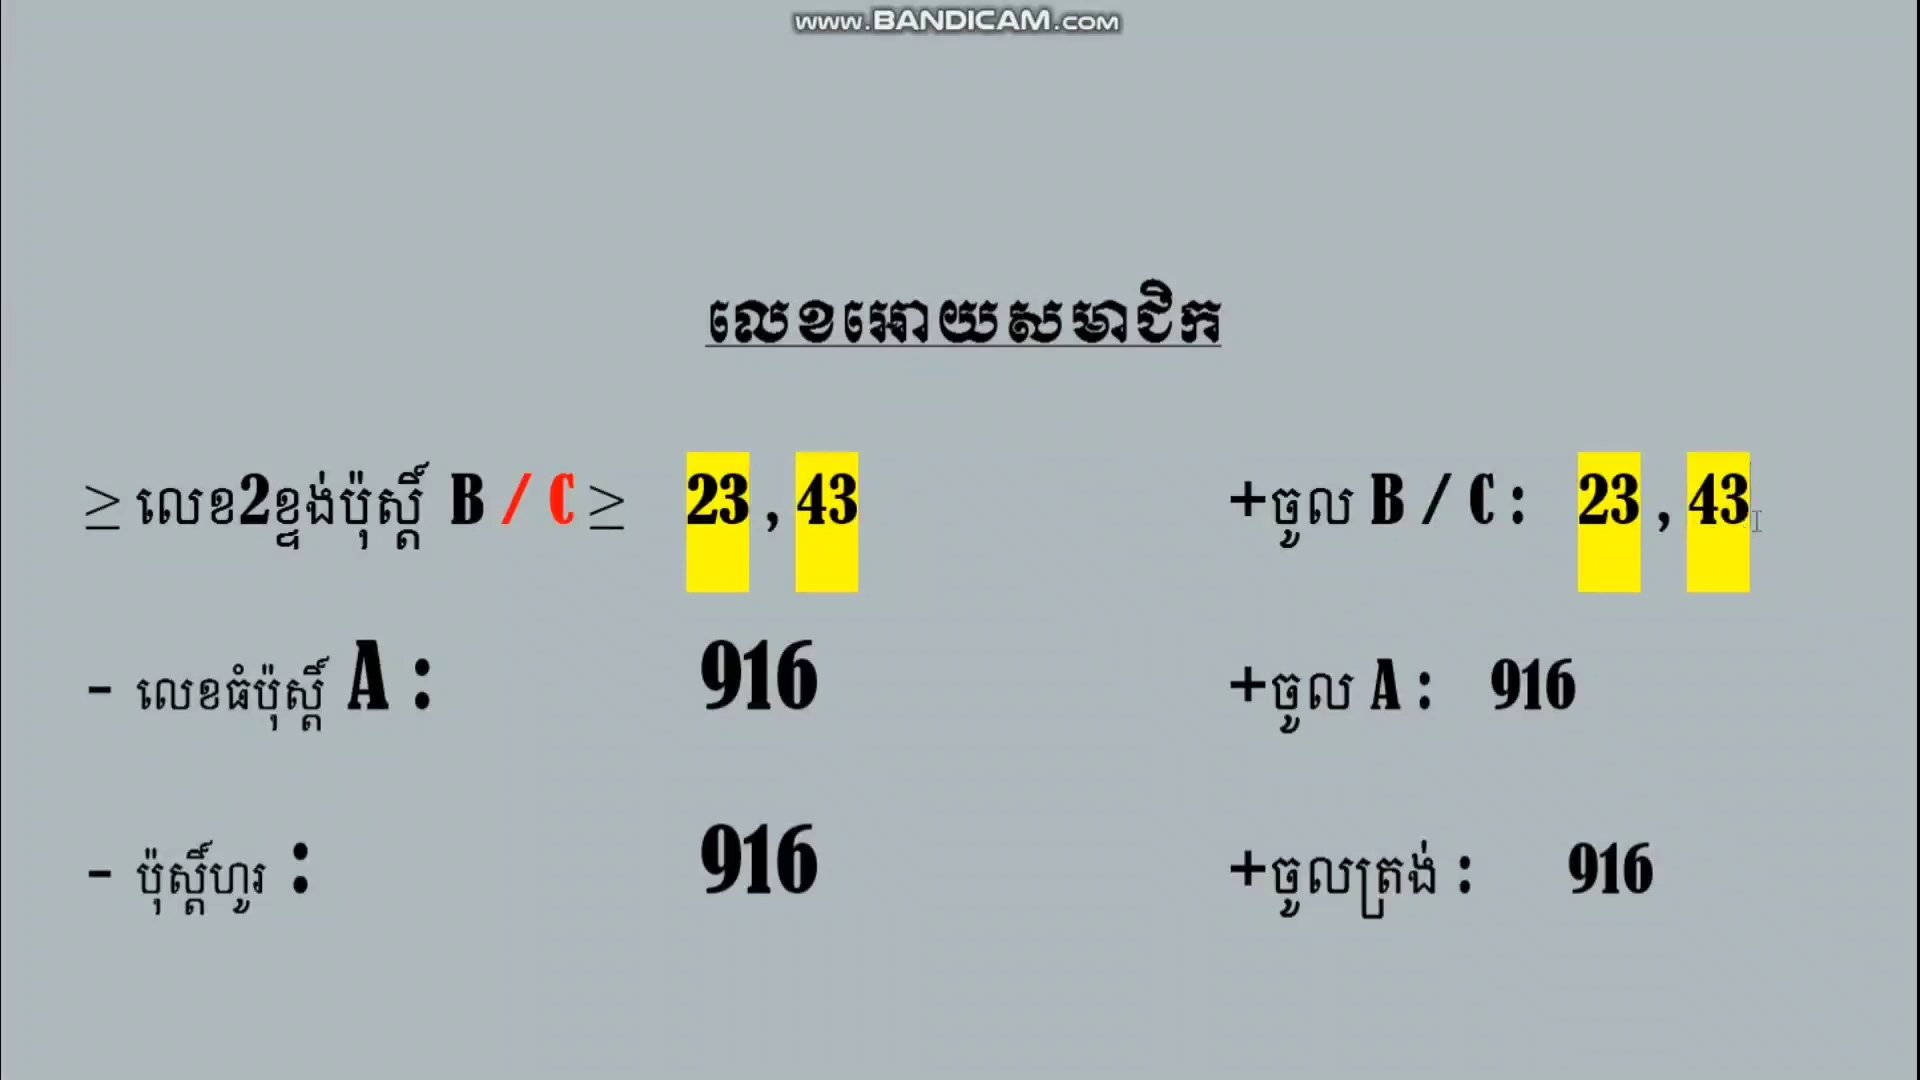 www.BANDICAM.com
លេខអោយសមាជិក
≥ លេខ2ខ្ទង់ប៉ុស្តិ៍ B / C ≥ 23 , 43 +ចូល B / C : 23 , 43
- លេខធំប៉ុស្តិ៍ A : 916 +ចូល A : 916
- ប៉ុស្តិ៍ហួរ : 916 +ចូលត្រង់ : 916